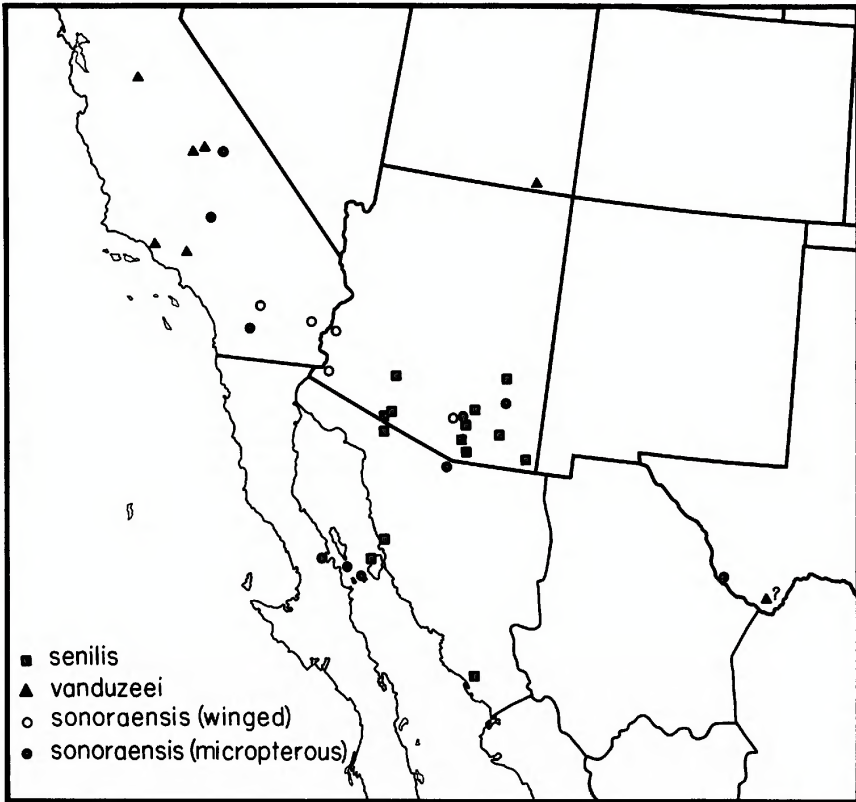 ?
senilis
vanduzeei
sonoraensis (winged)
sonoraensis (micropterous)